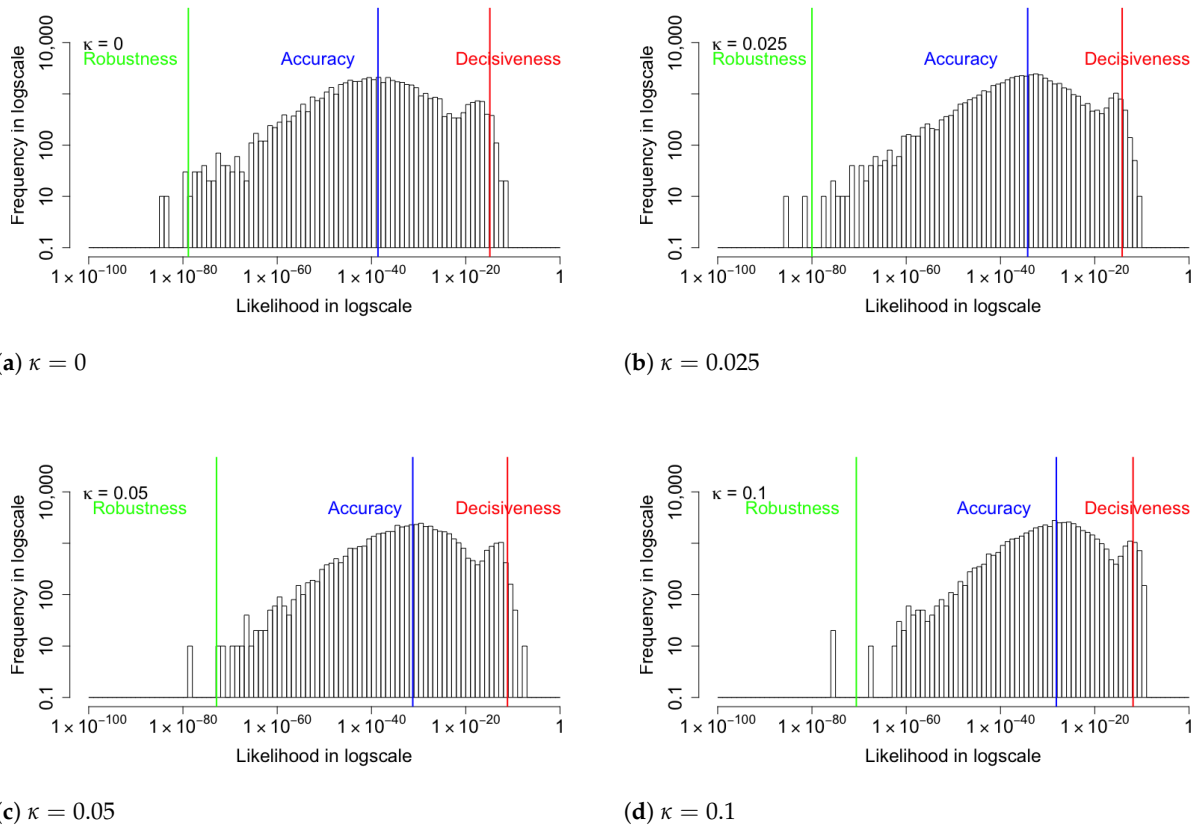 κ = 0
Robustness
Accuracy
Decisiveness
Frequency in logscale
10,000
100
10
0.1
1 × 10⁻¹⁰⁰
1 × 10⁻⁸⁰
1 × 10⁻⁶⁰
1 × 10⁻⁴⁰
1 × 10⁻²⁰
1
Likelihood in logscale
(a) κ = 0
κ = 0.025
Robustness
Accuracy
Decisiveness
Frequency in logscale
10,000
100
10
0.1
1 × 10⁻¹⁰⁰
1 × 10⁻⁸⁰
1 × 10⁻⁶⁰
1 × 10⁻⁴⁰
1 × 10⁻²⁰
1
Likelihood in logscale
(b) κ = 0.025
κ = 0.05
Robustness
Accuracy
Decisiveness
Frequency in logscale
10,000
100
10
0.1
1 × 10⁻¹⁰⁰
1 × 10⁻⁸⁰
1 × 10⁻⁶⁰
1 × 10⁻⁴⁰
1 × 10⁻²⁰
1
Likelihood in logscale
(c) κ = 0.05
κ = 0.1
Robustness
Accuracy
Decisiveness
Frequency in logscale
10,000
100
10
0.1
1 × 10⁻¹⁰⁰
1 × 10⁻⁸⁰
1 × 10⁻⁶⁰
1 × 10⁻⁴⁰
1 × 10⁻²⁰
1
Likelihood in logscale
(d) κ = 0.1